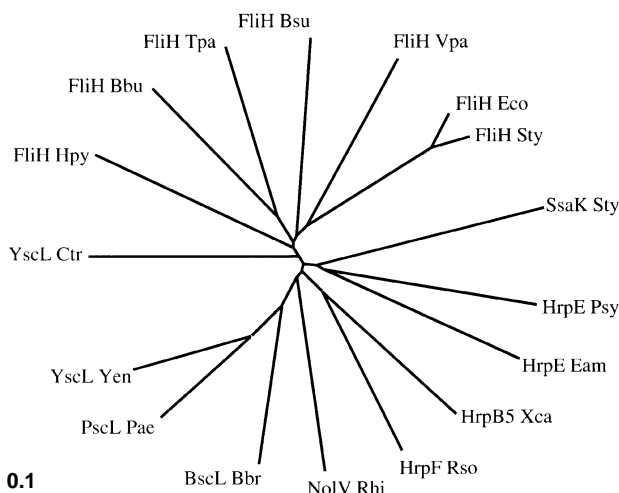 FliH Bsu
FliH Tpa
FliH Vpa
FliH Bbu
FliH Eco
FliH Sty
FliH Hpy
SsaK Sty
YscL Ctr
HrpE Psy
HrpE Eam
YscL Yen
HrpB5 Xca
PscL Pae
HrpF Rso
BscL Bbr
NolV Rhi
0.1